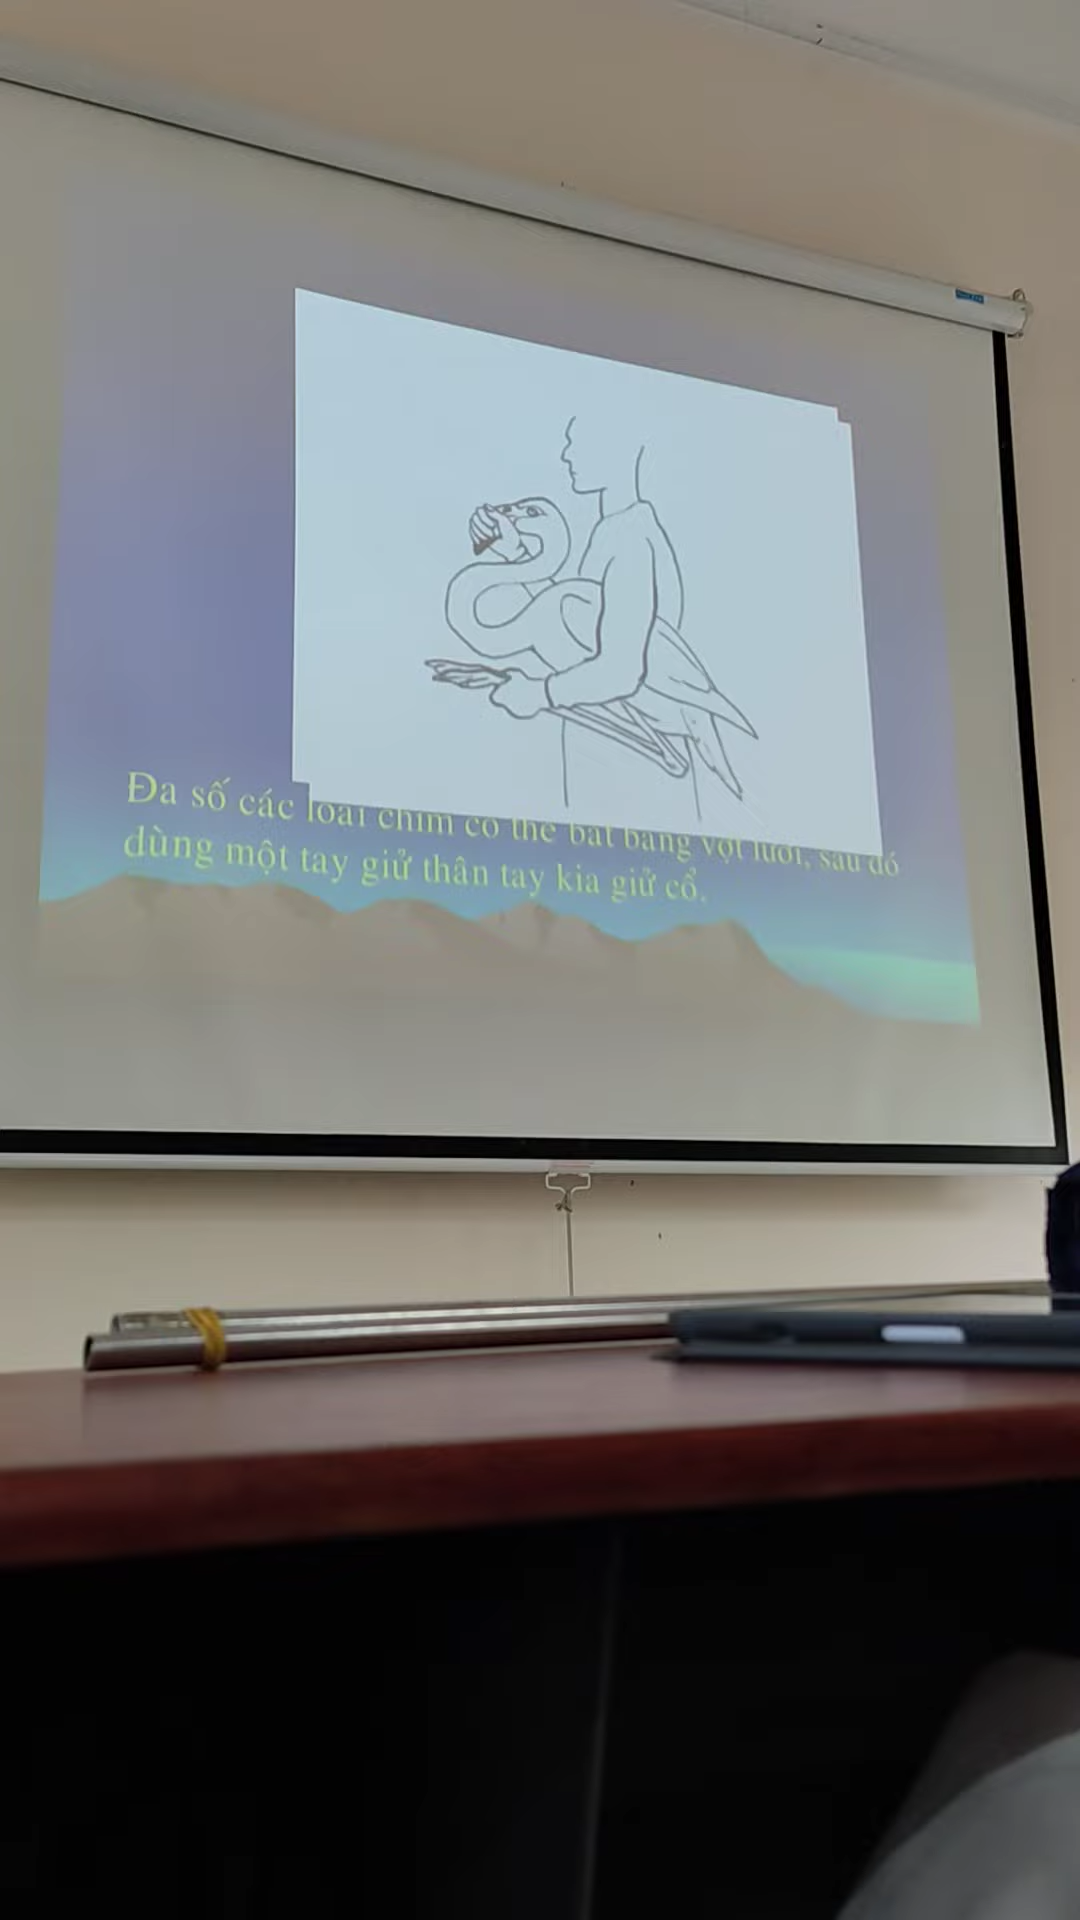 Đa số các loài chim có thể bắt bằng vợt lưới, sau đó
dùng một tay giữ thân tay kia giữ cổ.